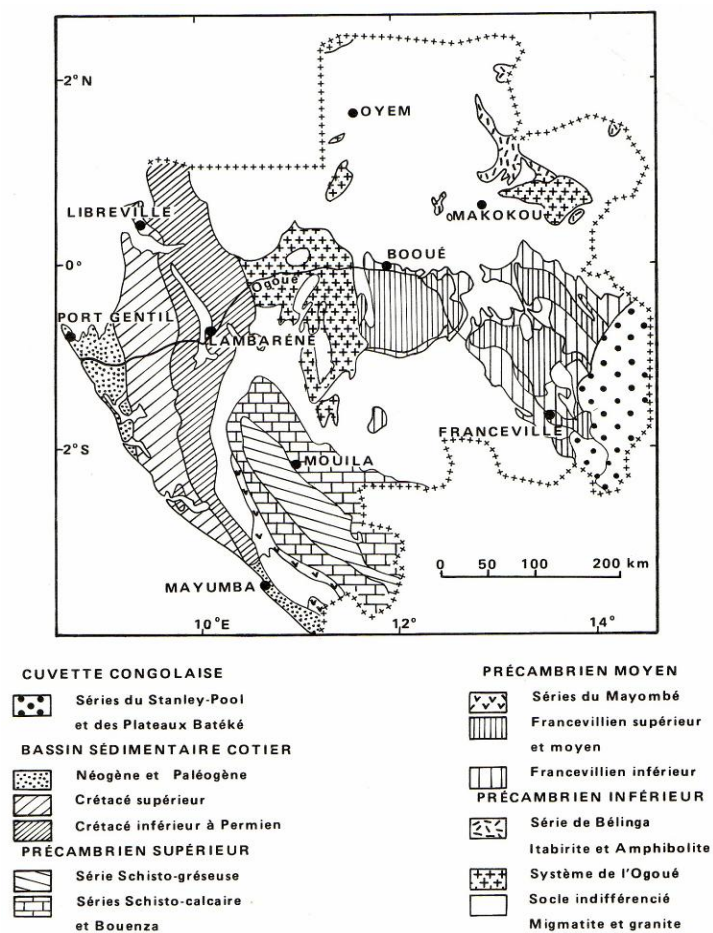 2°N
OYEM
LIBREVILLE
MAKOKOU
BOOUÉ
0°
Ogoué
PORT GENTIL
LAMBARÉNÉ
FRANCEVILLE
2°S
MOUILA
0 50 100 200 km
MAYUMBA
10°e 1,2° 1,4°
CUVETTE CONGOLAISE
Séries du Stanley-Pool
et des Plateaux Batéké
BASSIN SÉDIMENTAIRE COTIER
Néogène et Paléogène
Crétacé supérieur
Crétacé inférieur à Permien
PRÉCAMBRIEN SUPÉRIEUR
Série Schisto-gréseuse
Séries Schisto-calcaire
et Bouenza
PRÉCAMBRIEN MOYEN
Séries du Mayombé
Francevillien supérieur
et moyen
Francevillien inférieur
PRÉCAMBRIEN INFÉRIEUR
Série de Bélinga
Itabirite et Amphibolite
Système de l'Ogoué
Socle indifférencié
Migmatite et granite